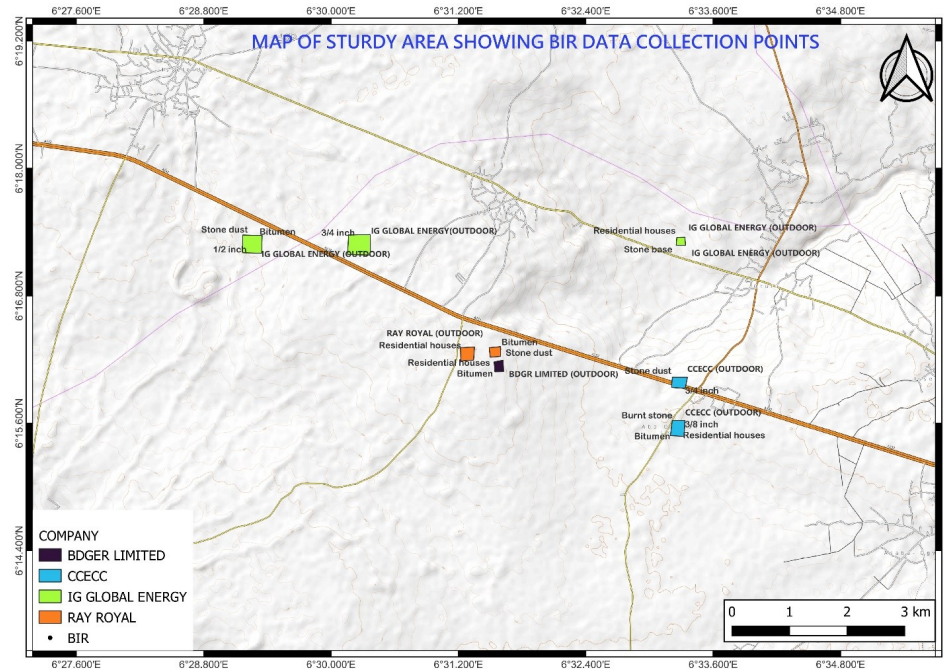 6°27.600'E 6°28.800'E 6°30.000'E 6°31.200'E 6°32.400'E 6°33.600'E 6°34.800'E
MAP OF STURDY AREA SHOWING BIR DATA COLLECTION POINTS
6°19.200'N
6°18.000'N
6°16.800'N
6°15.600'N
6°14.400'N
Stone dust
Bitumen
1/2 inch
IG GLOBAL ENERGY (OUTDOOR)
3/4 inch
IG GLOBAL ENERGY(OUTDOOR)
Residential houses
IG GLOBAL ENERGY (OUTDOOR)
Stone base
IG GLOBAL ENERGY (OUTDOOR)
RAY ROYAL (OUTDOOR)
Residential houses
Bitumen
Stone dust
Residential houses
Bitumen
BDGR LIMITED (OUTDOOR)
Stone dust
CCECC (OUTDOOR)
3/4 inch
Burnt stone
CCECC (OUTDOOR)
3/8 inch
Bitumen
Residential houses
COMPANY
BDGER LIMITED
CCECC
IG GLOBAL ENERGY
RAY ROYAL
BIR
0 1 2 3 km
6°27.600'E 6°28.800'E 6°30.000'E 6°31.200'E 6°32.400'E 6°33.600'E 6°34.800'E